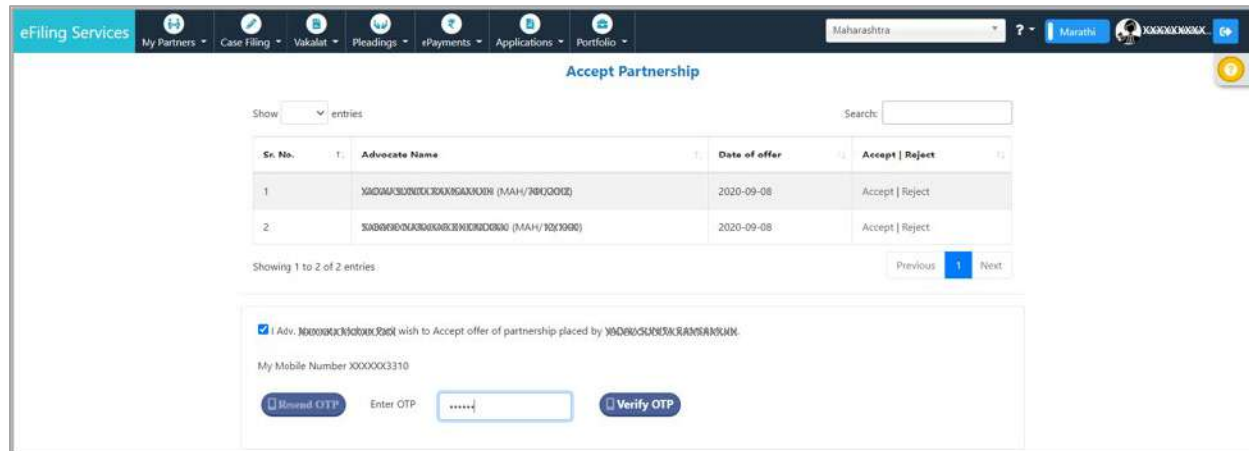 eFiling Services My Partners Case Filing Vakalat Pleadings ePayments Applications Portfolio Maharashtra ? Marathi
Accept Partnership
Show entries Search:
Sr. No. Advocate Name Date of offer Accept | Reject
1 (MAH/ 2020-09-08 Accept | Reject
2 (MAH/ 2020-09-08 Accept | Reject
Showing 1 to 2 of 2 entries Previous 1 Next
I Adv. wish to Accept offer of partnership placed by
My Mobile Number XXXXXX3310
Resend OTP Enter OTP Verify OTP